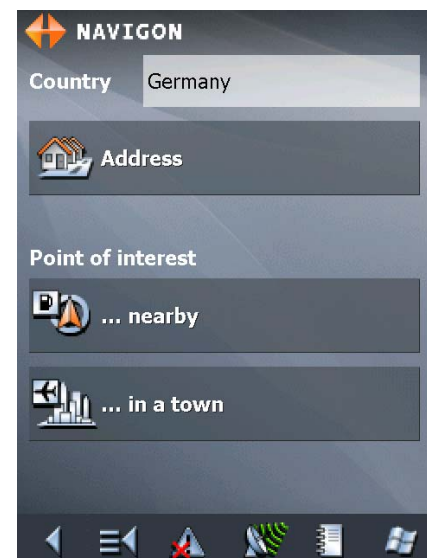 NAVIGON
Country Germany
Address
Point of interest
... nearby
... in a town